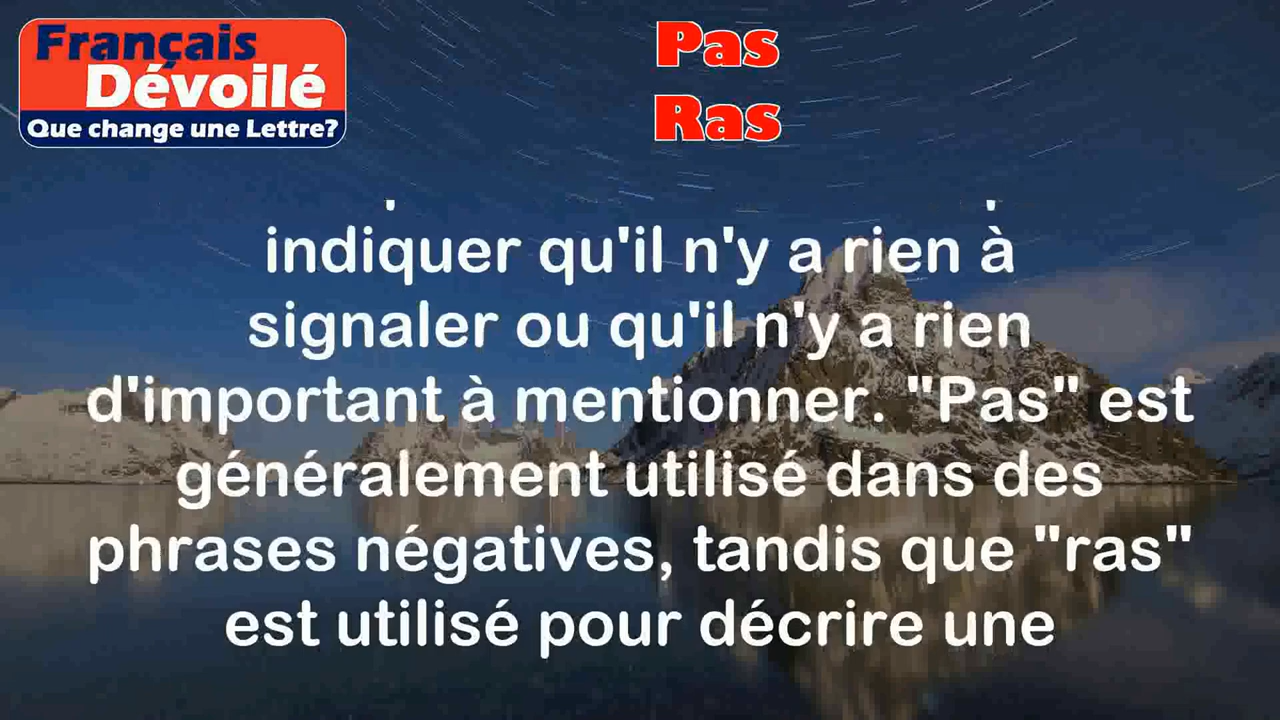 Français
Dévoilé
Que change une Lettre?
Pas
Ras
indiquer qu'il n'y a rien à
signaler ou qu'il n'y a rien
d'important à mentionner. "Pas" est
généralement utilisé dans des
phrases négatives, tandis que "ras"
est utilisé pour décrire une